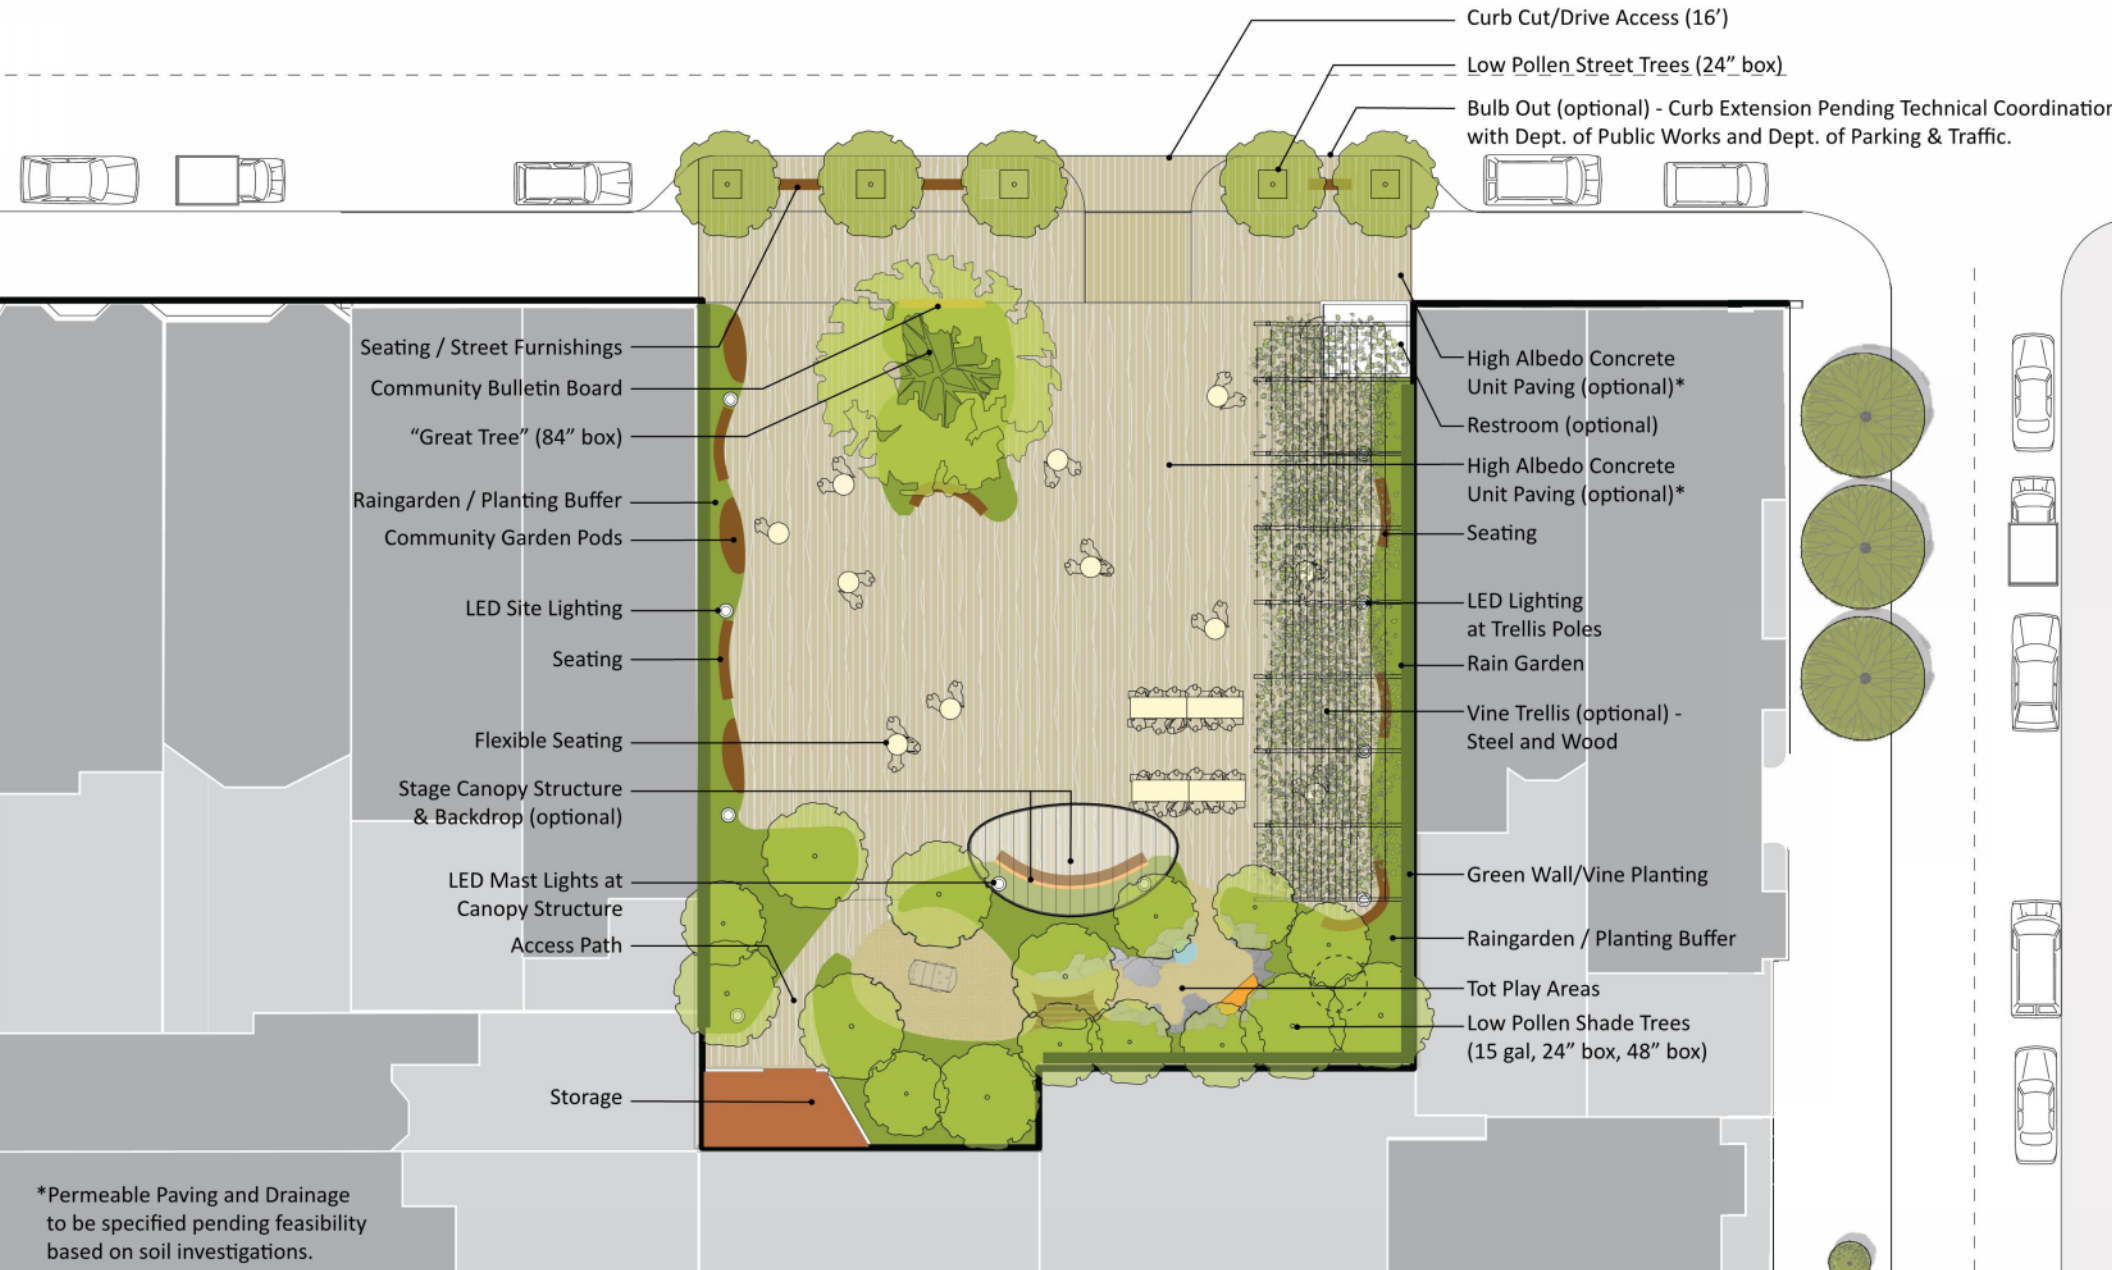 Curb Cut/Drive Access (16’)
Low Pollen Street Trees (24” box)
Bulb Out (optional) - Curb Extension Pending Technical Coordination
with Dept. of Public Works and Dept. of Parking & Traffic.
Seating / Street Furnishings
Community Bulletin Board
“Great Tree” (84” box)
Raingarden / Planting Buffer
Community Garden Pods
LED Site Lighting
Seating
Flexible Seating
Stage Canopy Structure
& Backdrop (optional)
LED Mast Lights at
Canopy Structure
Access Path
Storage
High Albedo Concrete
Unit Paving (optional)*
Restroom (optional)
High Albedo Concrete
Unit Paving (optional)*
Seating
LED Lighting
at Trellis Poles
Rain Garden
Vine Trellis (optional) -
Steel and Wood
Green Wall/Vine Planting
Raingarden / Planting Buffer
Tot Play Areas
Low Pollen Shade Trees
(15 gal, 24” box, 48” box)
*Permeable Paving and Drainage
to be specified pending feasibility
based on soil investigations.